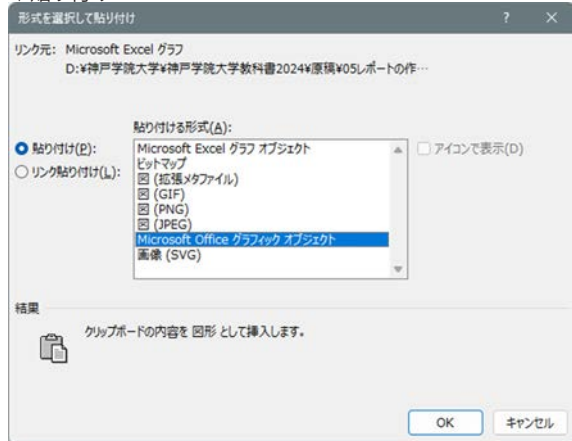 形式を選択して貼り付け ? ×
リンク元: Microsoft Excel グラフ
D:¥神戸学院大学¥神戸学院大学教科書2024¥原稿¥05レポートの作…
貼り付ける形式(A):
貼り付け(P):
リンク貼り付け(L):
Microsoft Excel グラフ オブジェクト
ビットマップ
図 (拡張メタファイル)
図 (GIF)
図 (PNG)
図 (JPEG)
Microsoft Office グラフィック オブジェクト
画像 (SVG)
アイコンで表示(D)
結果
クリップボードの内容を 図形 として挿入します。
OK キャンセル